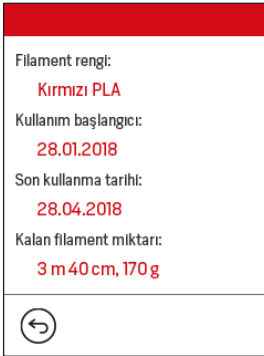 Filament rengi:
Kırmızı PLA
Kullanım başlangıcı:
28.01.2018
Son kullanma tarihi:
28.04.2018
Kalan filament miktarı:
3 m 40 cm, 170 g